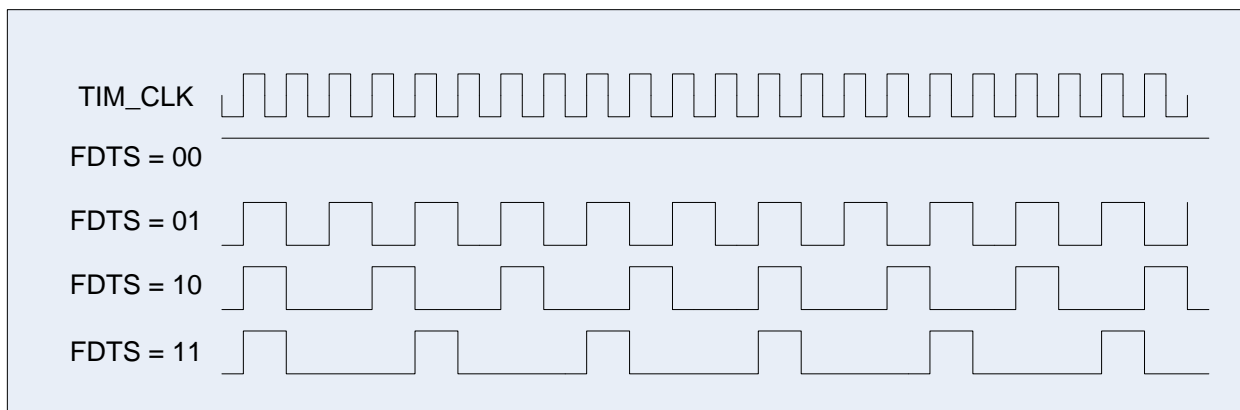 TIM_CLK
FDTS = 00
FDTS = 01
FDTS = 10
FDTS = 11